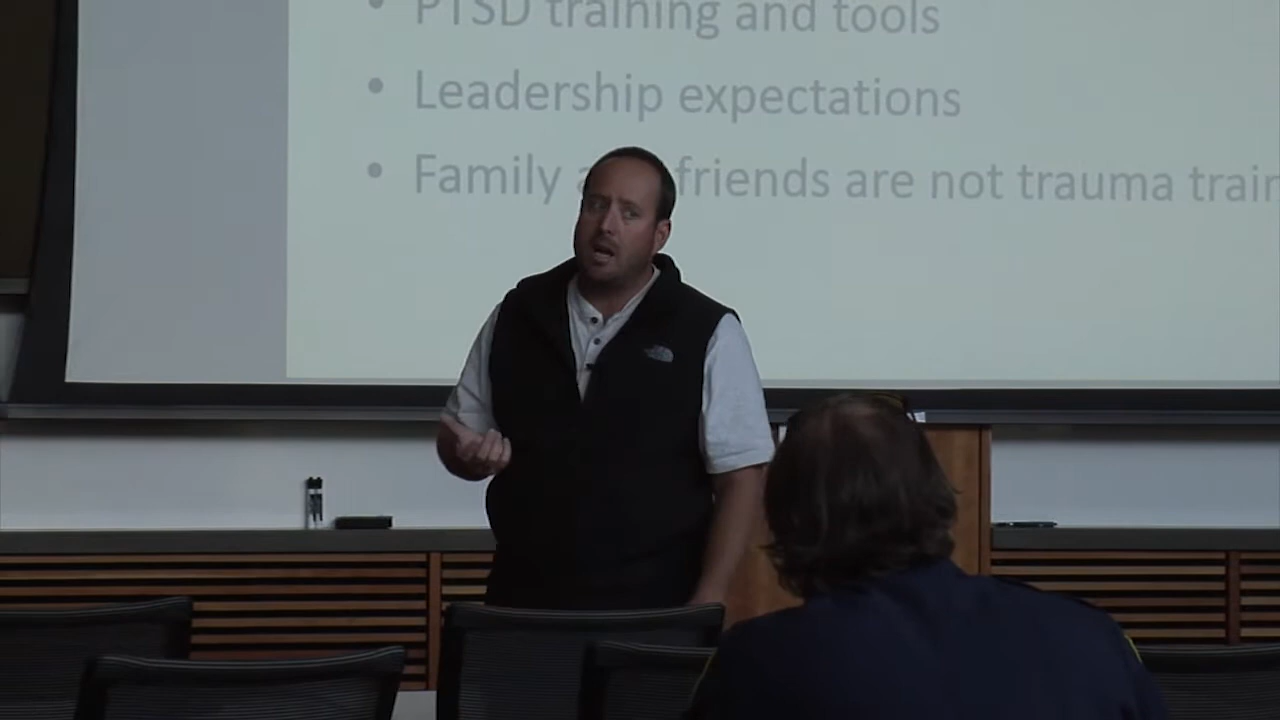 • PTSD training and tools
• Leadership expectations
• Family friends are not trauma